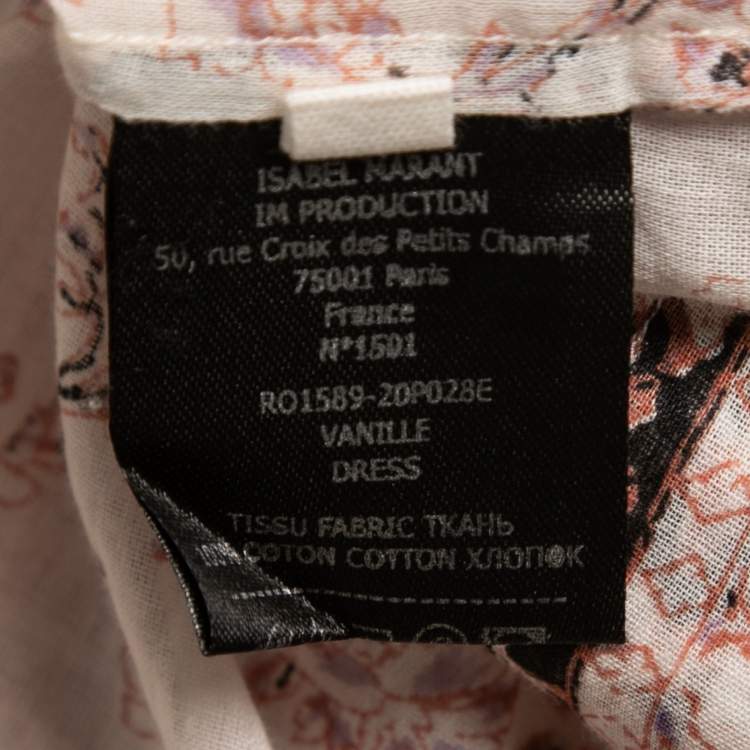 ISABEL MARANT
IM PRODUCTION
50, rue Croix des Petits Champs
75001 Paris
France
N°1501
RO1589-20P028E
VANILLE
DRESS
TISSU FABRIC ТКАНЬ
100% COTON COTTON ХЛОПОК